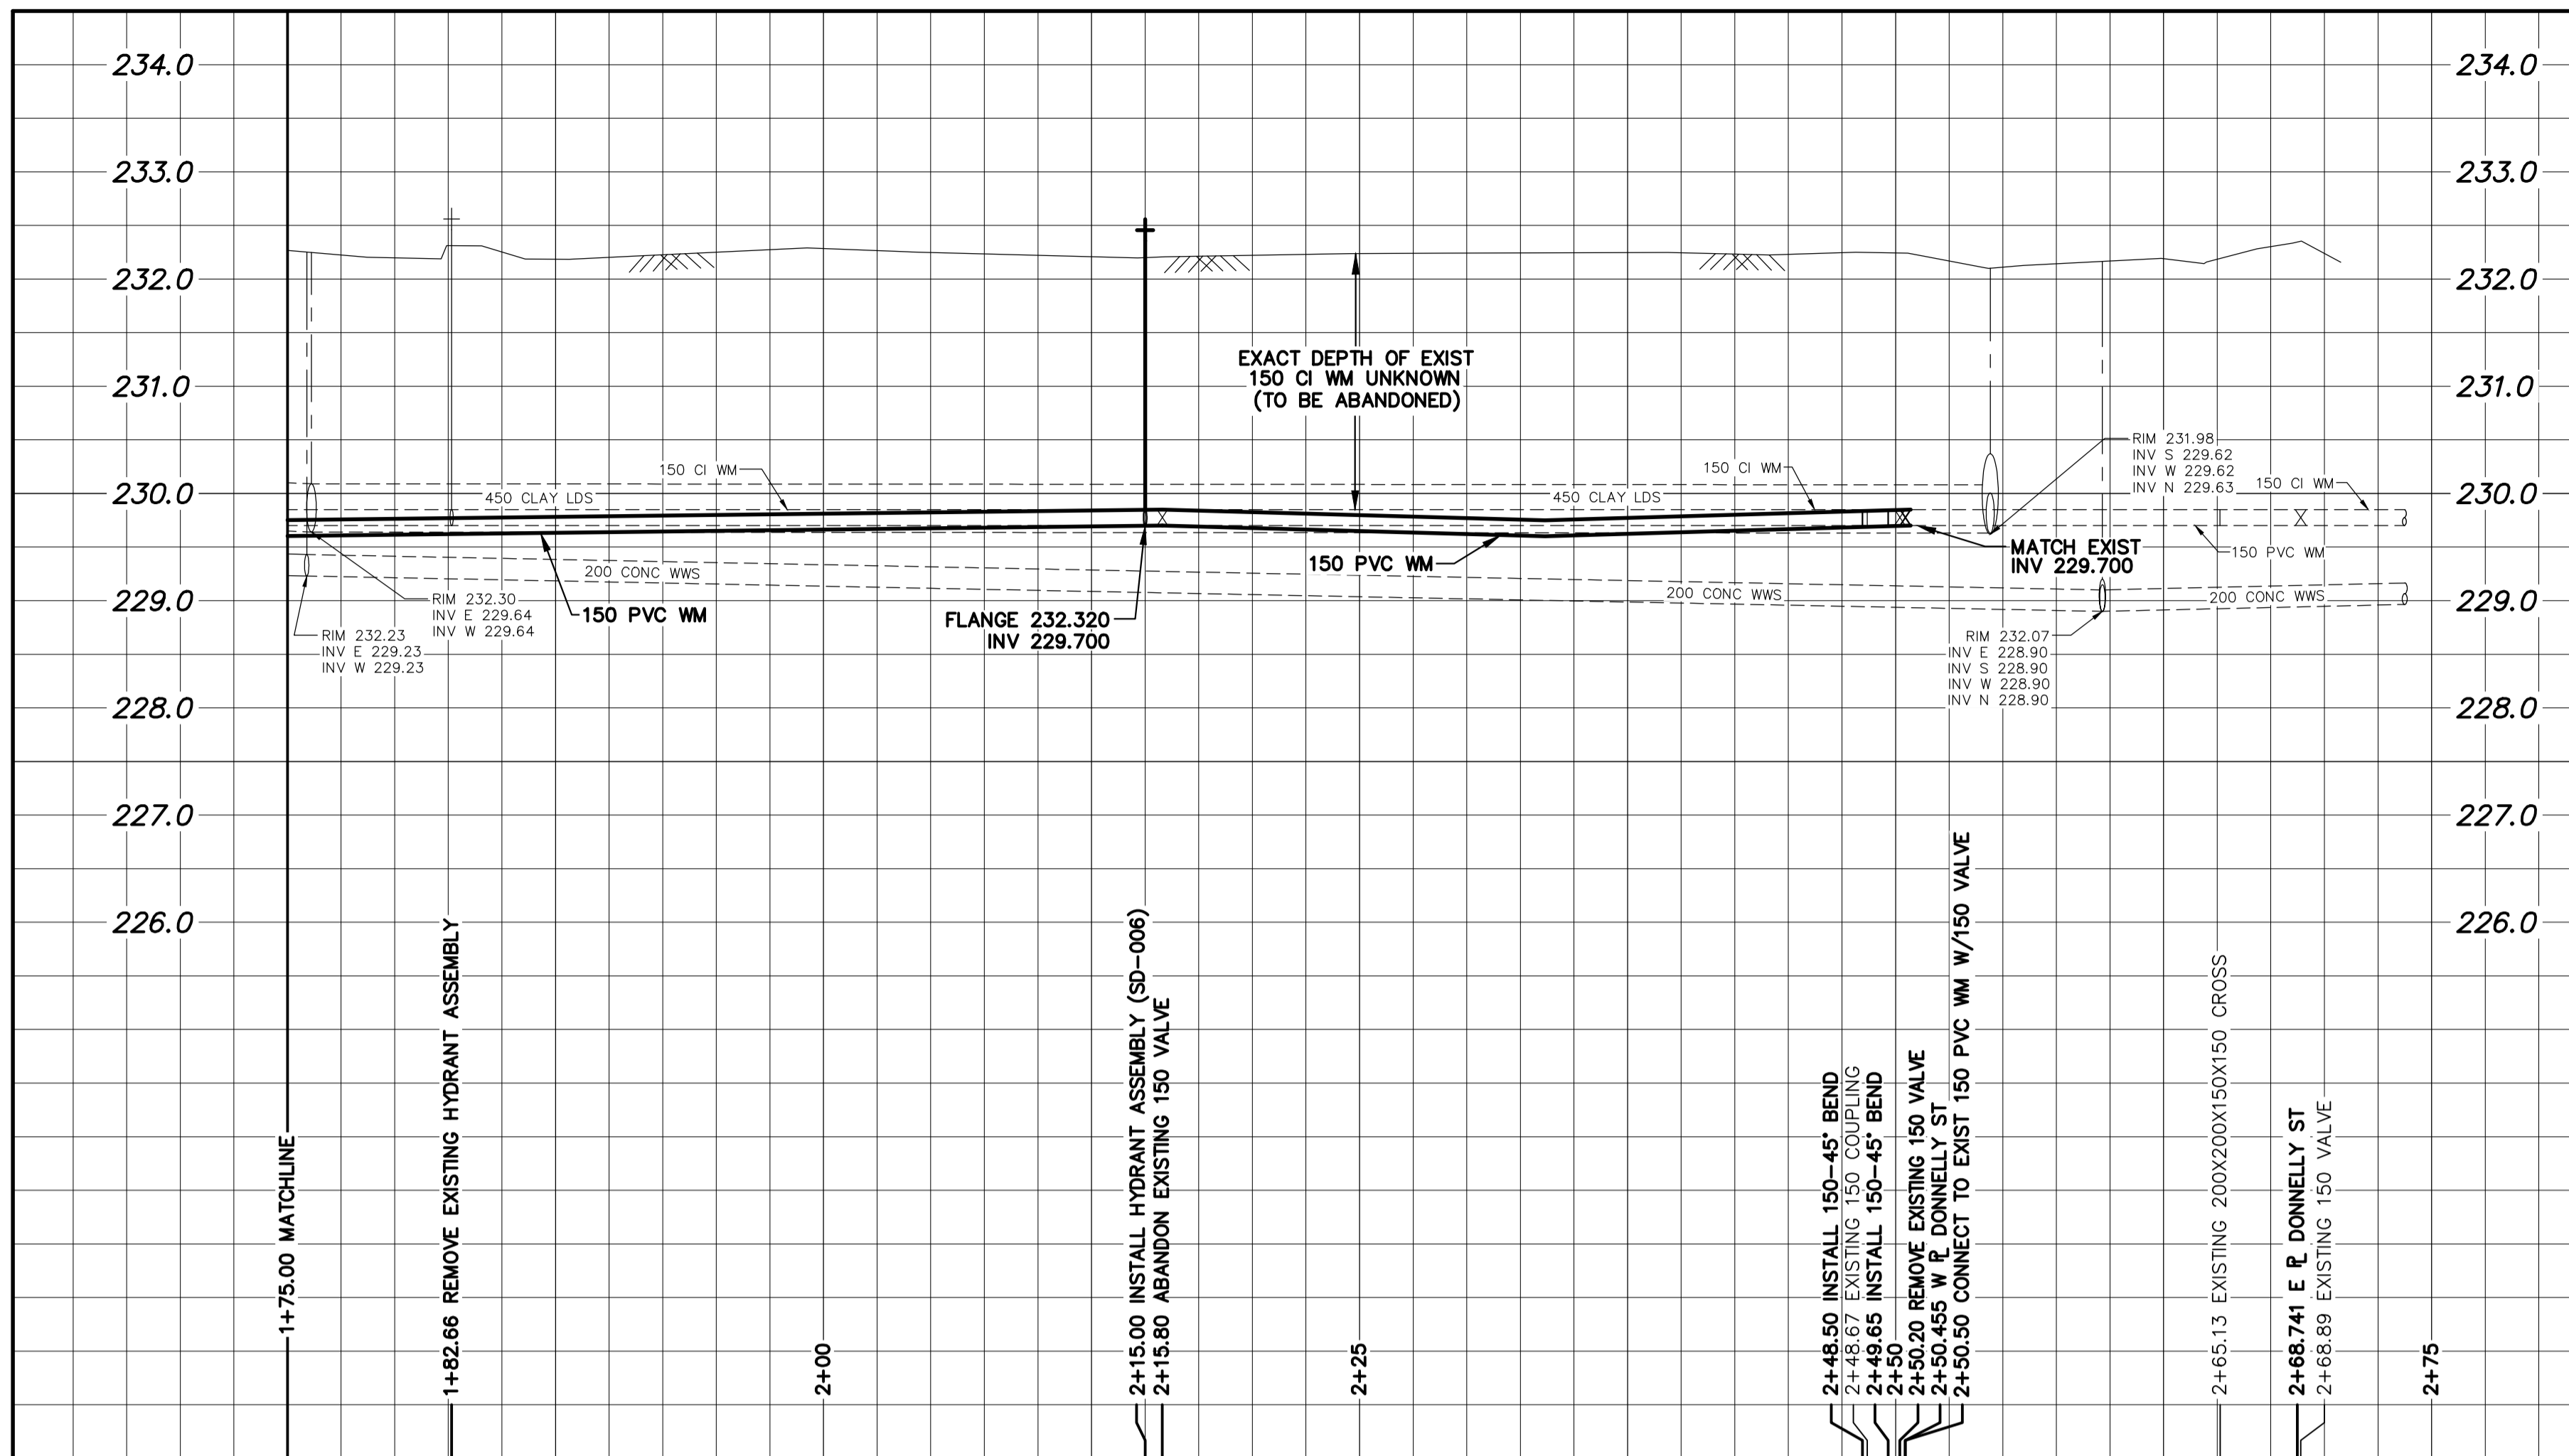 234.0
234.0
233.0
233.0
232.0
232.0
EXACT DEPTH OF EXIST
150 CI WM UNKNOWN
(TO BE ABANDONED)
231.0
231.0
RIM 231.98
INV S 229.62
INV W 229.62
INV N 229.63
150 CI WM
150 CI WM
150 CI WM
230.0
450 CLAY LDS
450 CLAY LDS
230.0
MATCH EXIST
INV 229.700
150 PVC WM
150 PVC WM
200 CONC WWS
200 CONC WWS
200 CONC WWS
229.0
229.0
RIM 232.30
INV E 229.64
INV W 229.64
150 PVC WM
FLANGE 232.320
INV 229.700
RIM 232.23
INV E 229.23
INV W 229.23
RIM 232.07
INV E 228.90
INV S 228.90
INV W 228.90
INV N 228.90
228.0
228.0
227.0
227.0
226.0
226.0
1+75.00 MATCHLINE
1+82.66 REMOVE EXISTING HYDRANT ASSEMBLY
2+00
2+15.00 INSTALL HYDRANT ASSEMBLY (SD-006)
2+15.80 ABANDON EXISTING 150 VALVE
2+25
2+48.50 INSTALL 150-45° BEND
2+48.67 EXISTING 150 COUPLING
2+49.65 INSTALL 150-45° BEND
2+50
2+50.20 REMOVE EXISTING 150 VALVE
2+50.455 W PL DONNELLY ST
2+50.50 CONNECT TO EXIST 150 PVC WM W/150 VALVE
2+65.13 EXISTING 200X200X150X150 CROSS
2+68.741 E PL DONNELLY ST
2+68.89 EXISTING 150 VALVE
2+75